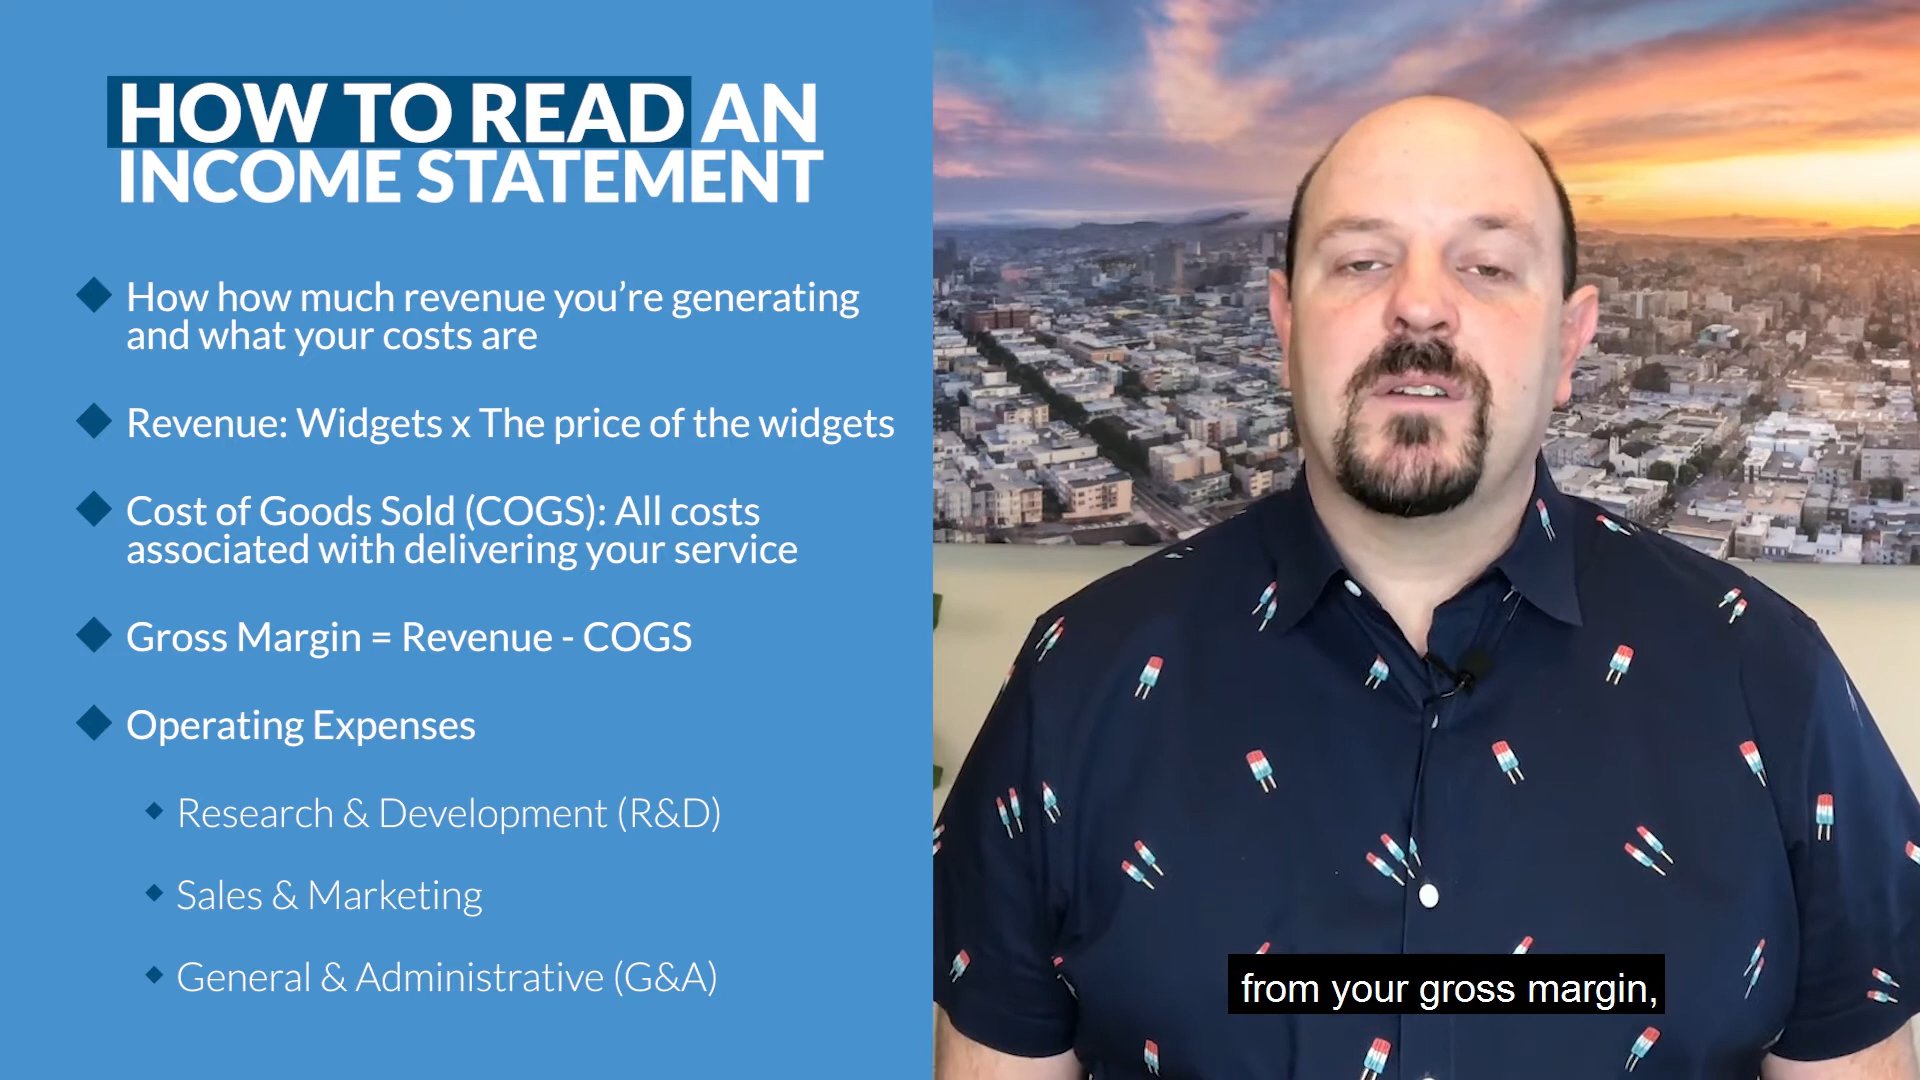 HOW TO READ AN
INCOME STATEMENT
How how much revenue you’re generating
and what your costs are
Revenue: Widgets x The price of the widgets
Cost of Goods Sold (COGS): All costs
associated with delivering your service
Gross Margin = Revenue - COGS
Operating Expenses
Research & Development (R&D)
Sales & Marketing
General & Administrative (G&A)
from your gross margin,